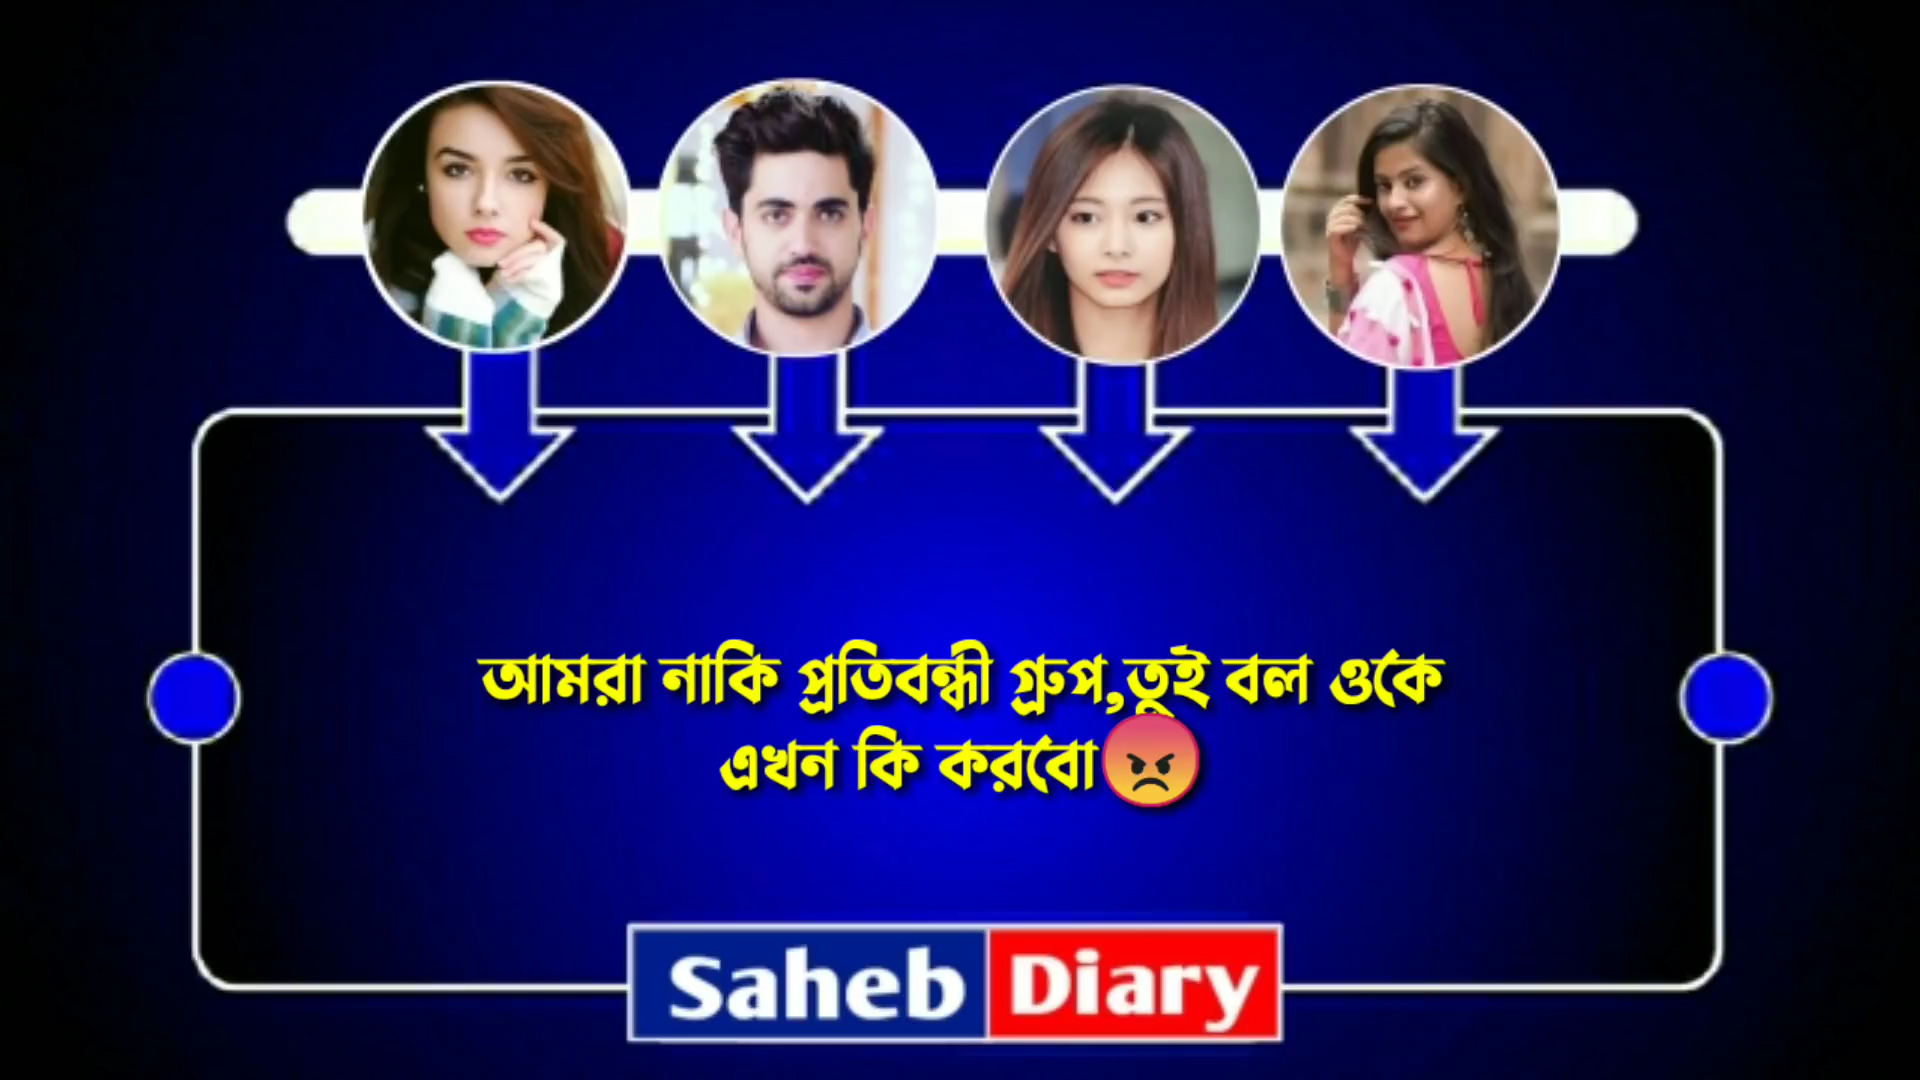 আমরা নাকি প্রতিবন্ধী গ্রুপ,তুই বল ওকে
এখন কি করবো😡
Saheb Diary